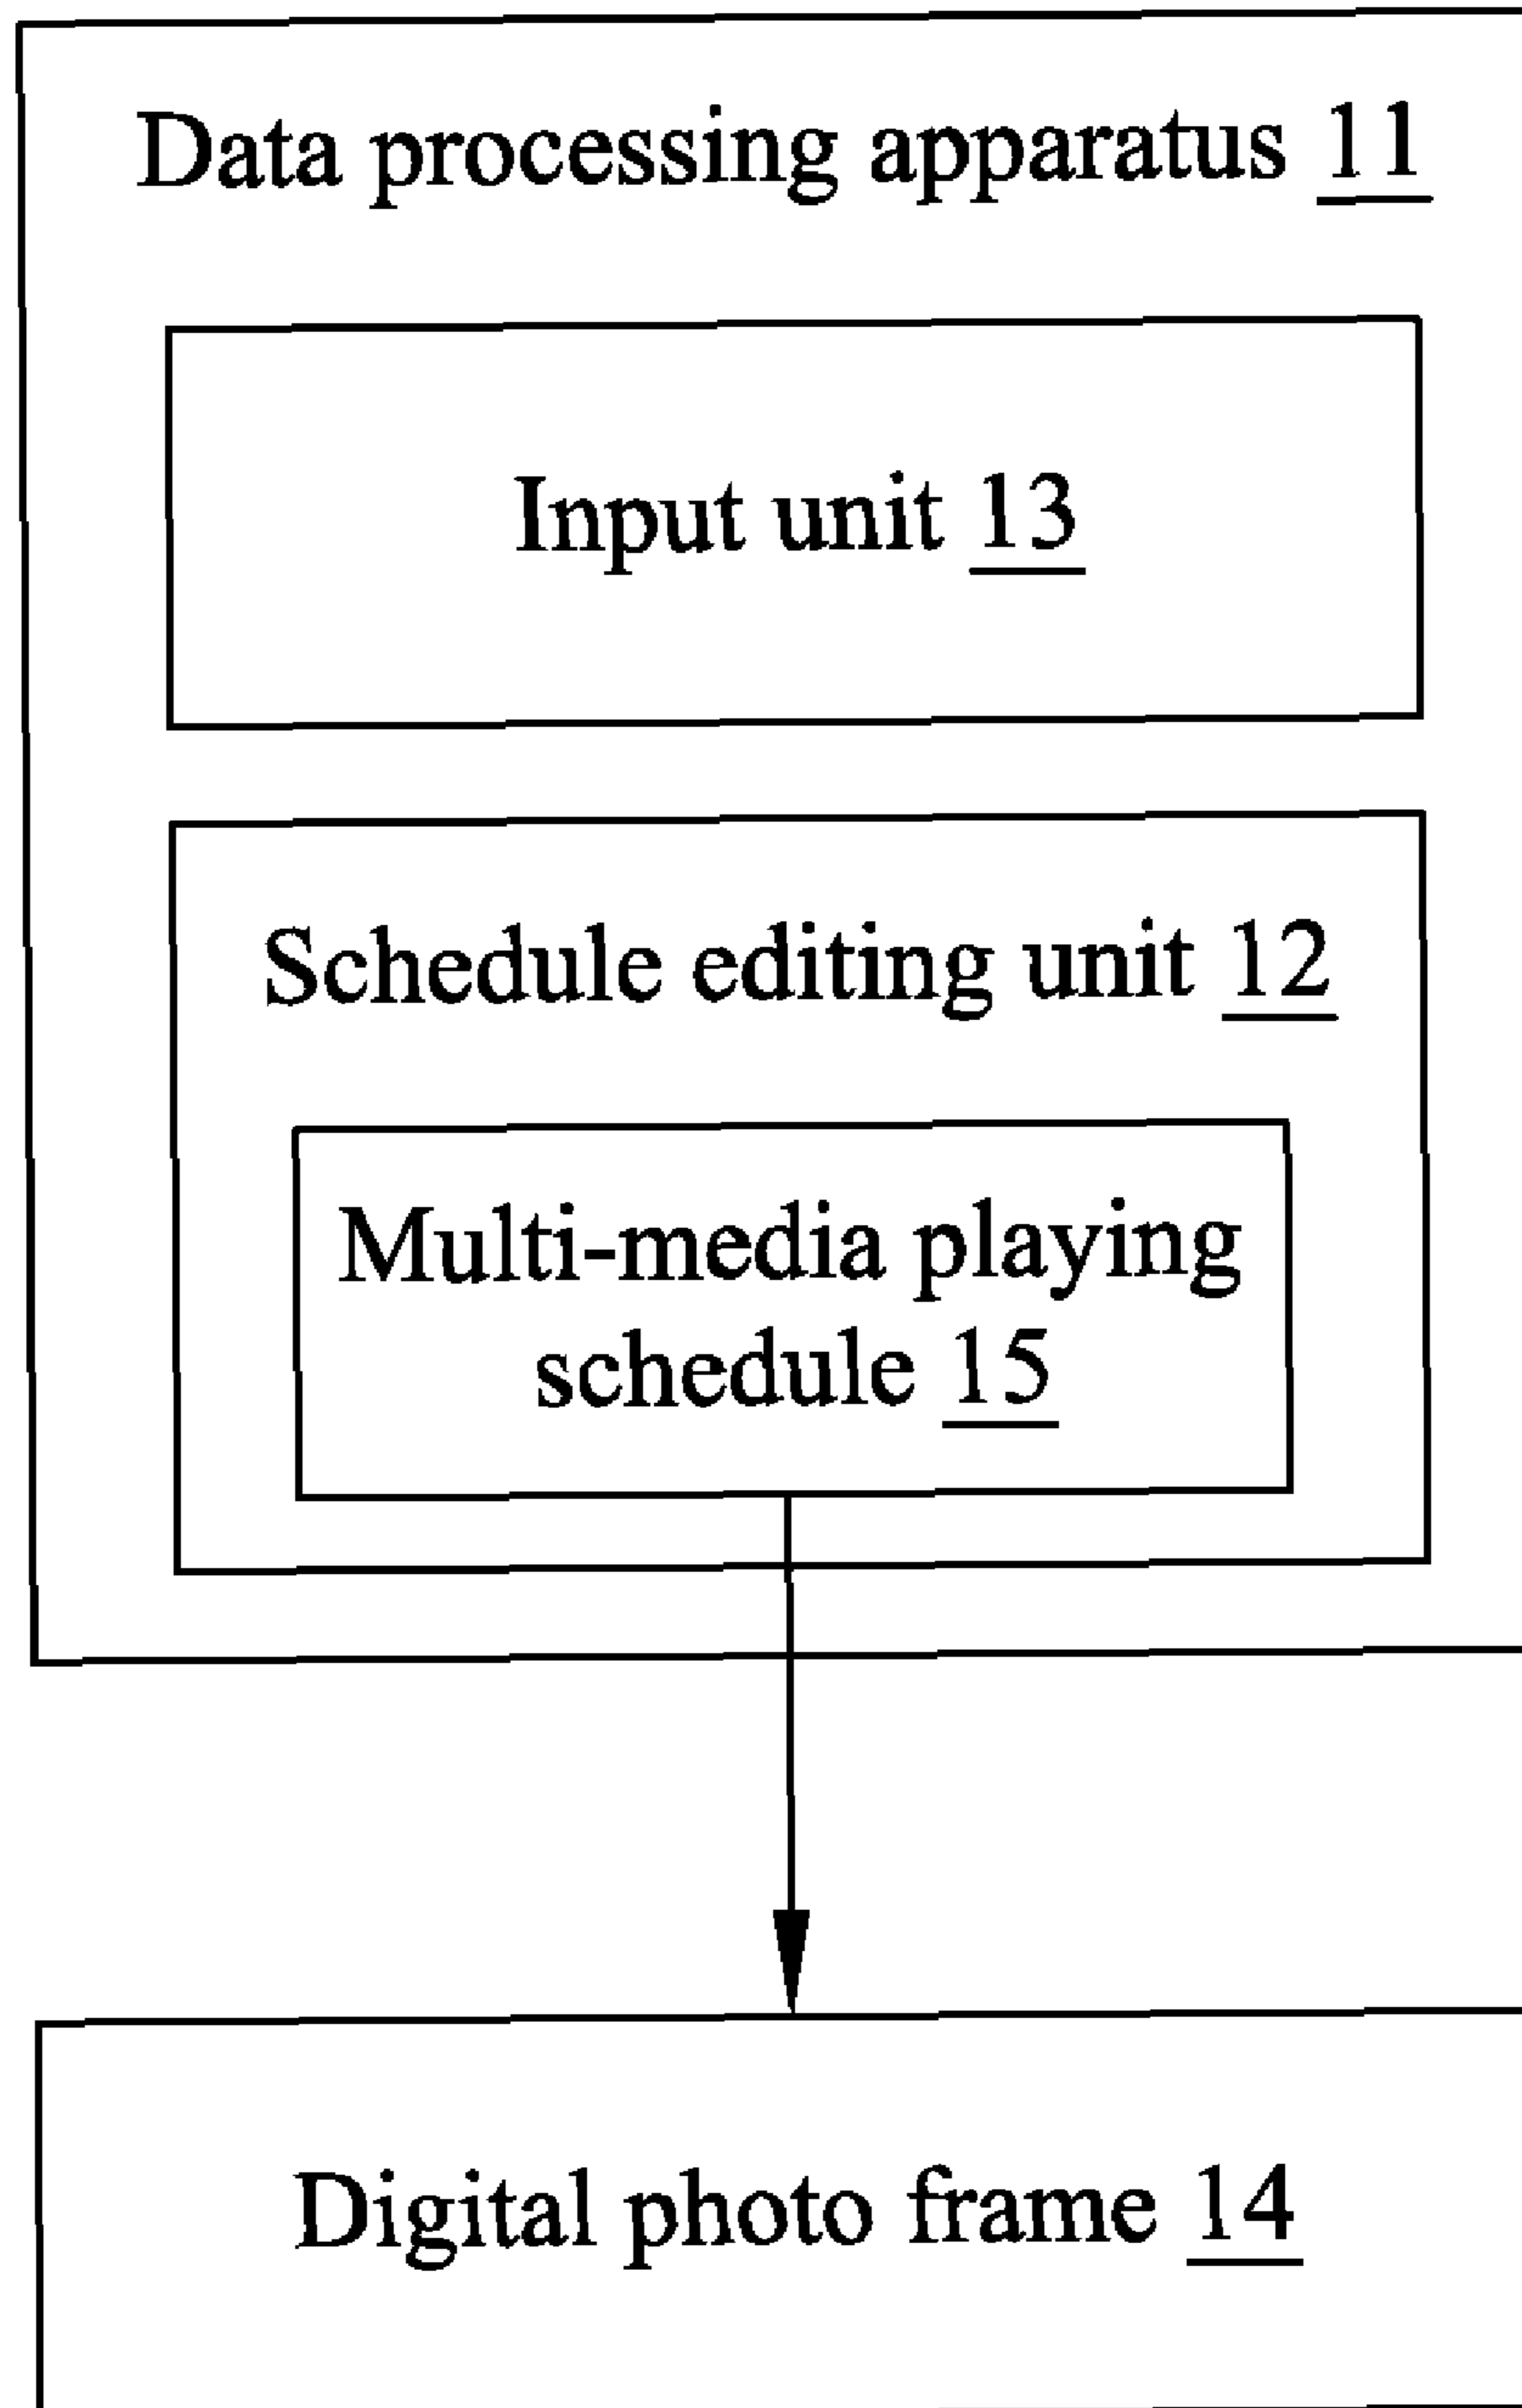 Data processing apparatus 11
Input unit 13
Schedule editing unit 12
Multi-media playing
schedule 15
Digital photo frame 14